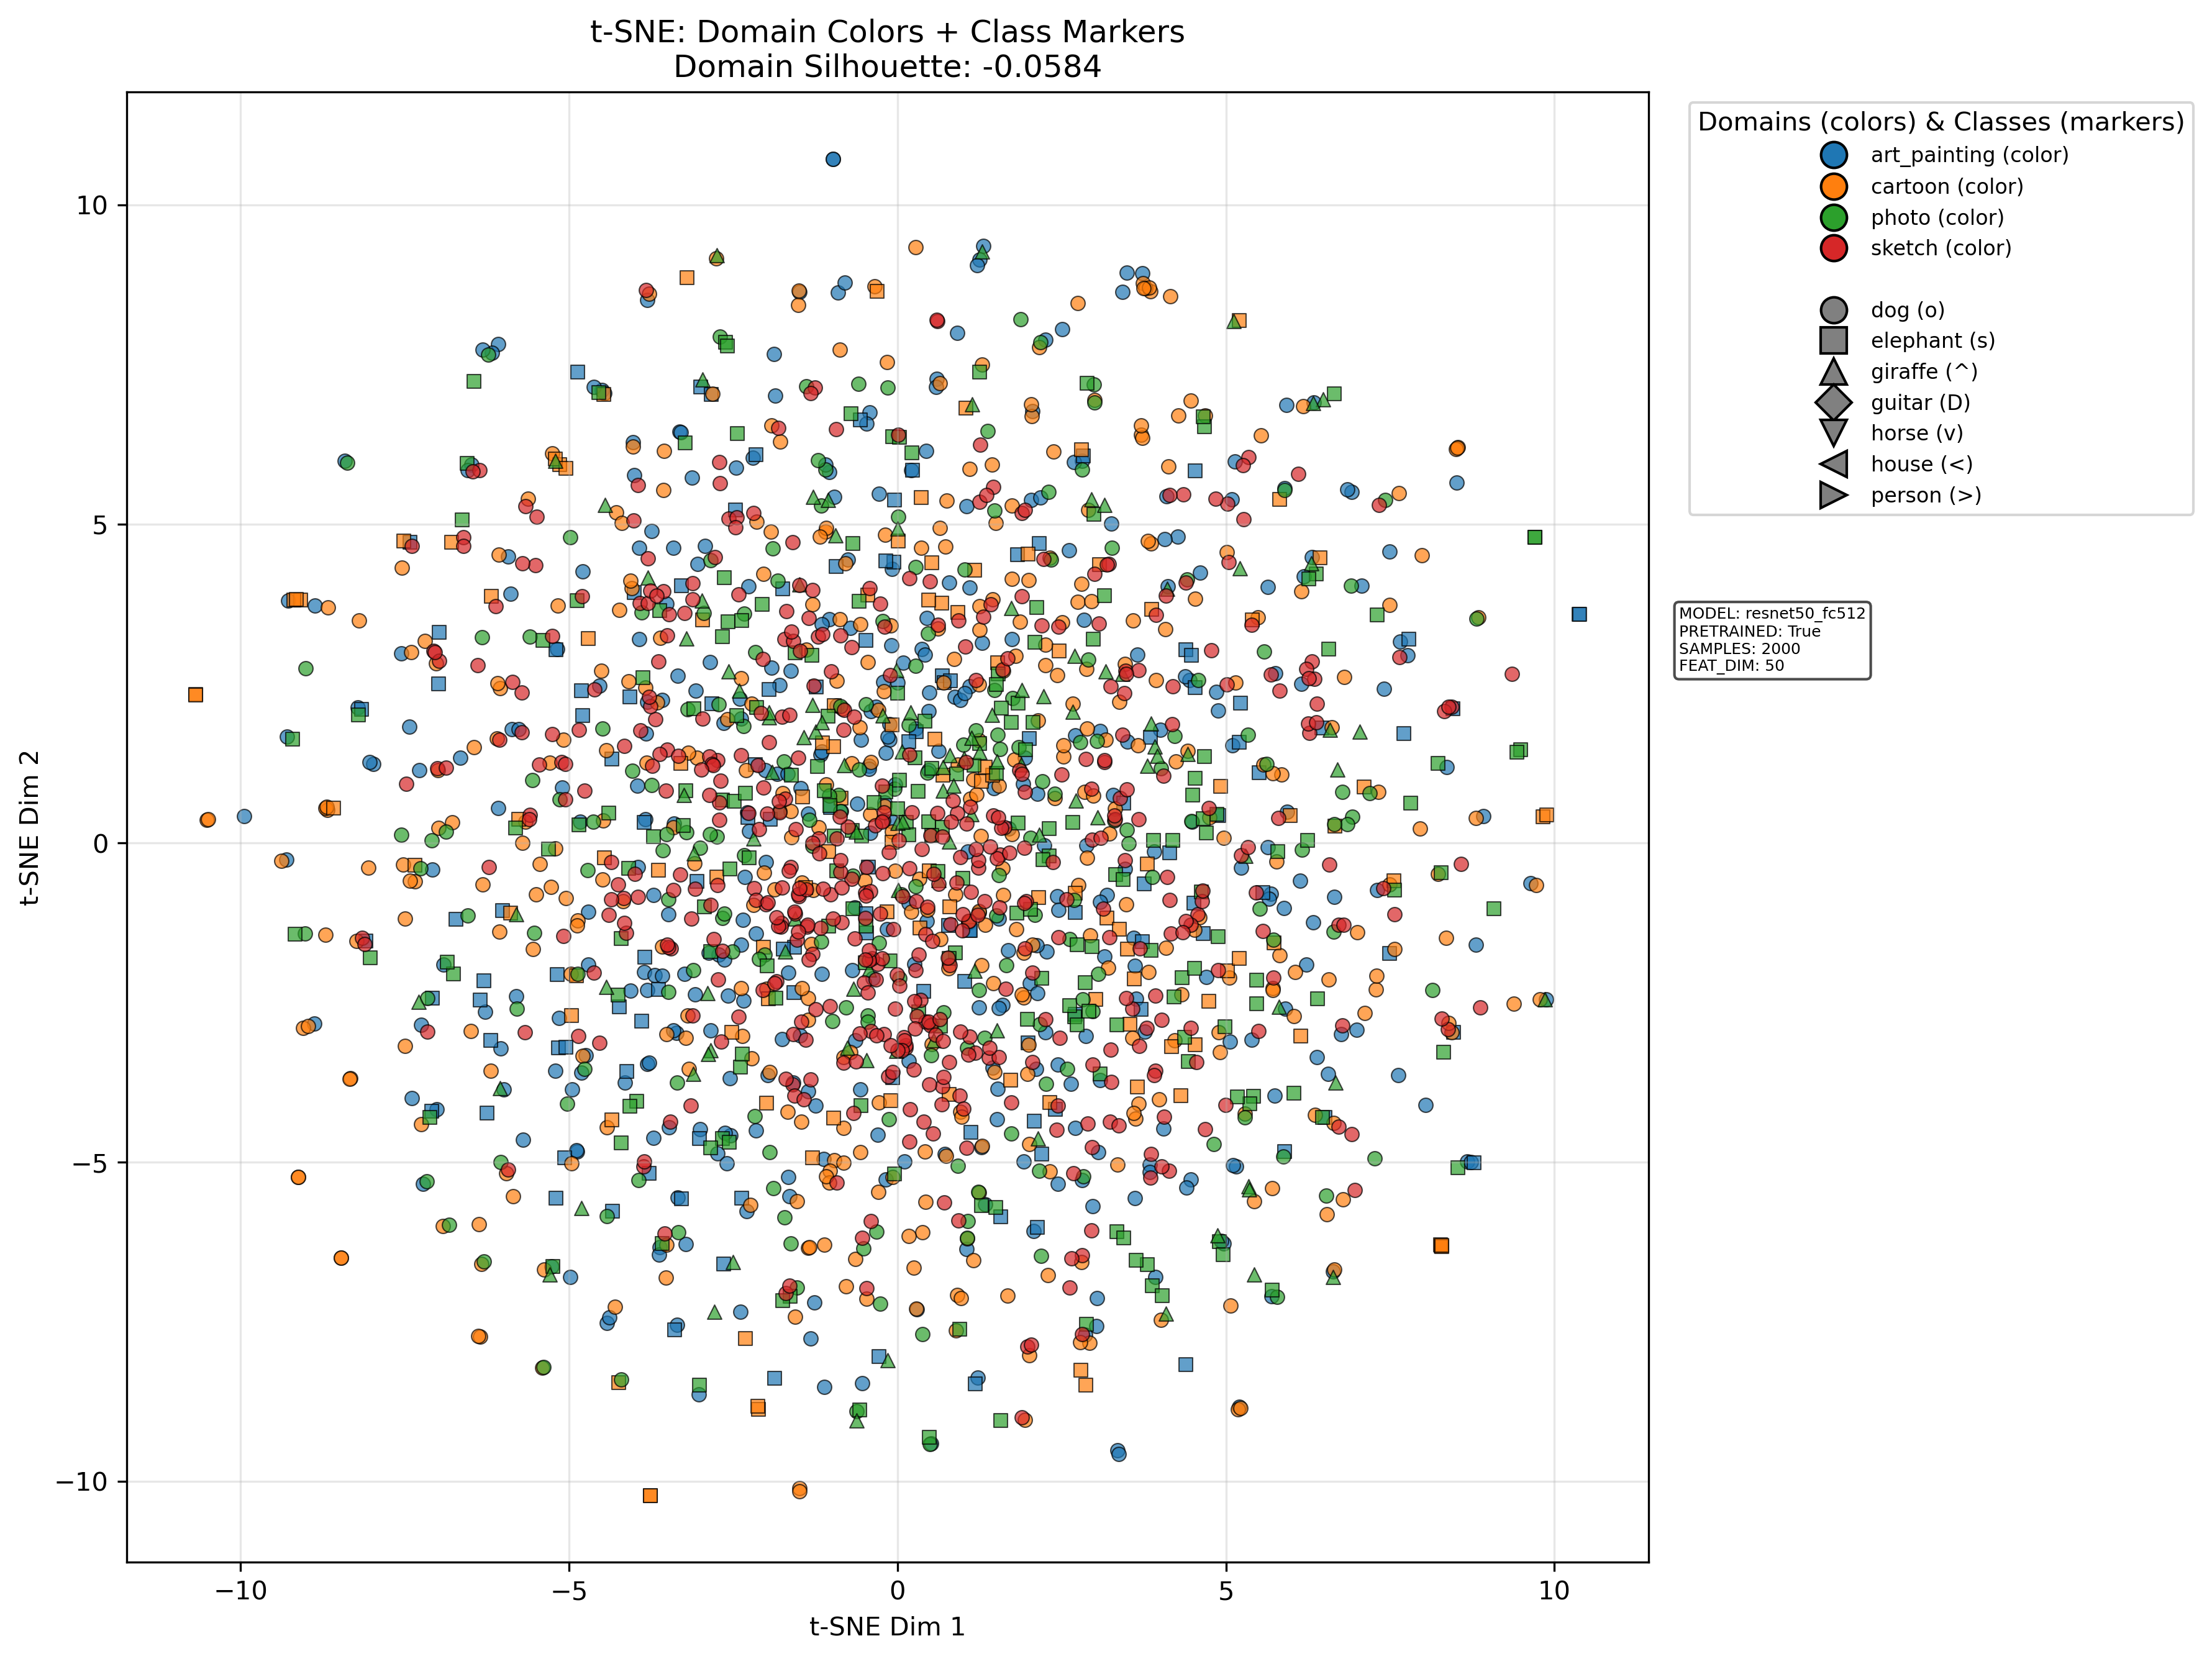 t-SNE: Domain Colors + Class Markers
Domain Silhouette: -0.0584
Domains (colors) & Classes (markers)
art_painting (color)
cartoon (color)
photo (color)
sketch (color)
dog (o)
elephant (s)
giraffe (^)
guitar (D)
horse (v)
house (<)
person (>)
MODEL: resnet50_fc512
PRETRAINED: True
SAMPLES: 2000
FEAT_DIM: 50
t-SNE Dim 2
10
5
0
−5
−10
−10
−5
0
5
10
t-SNE Dim 1